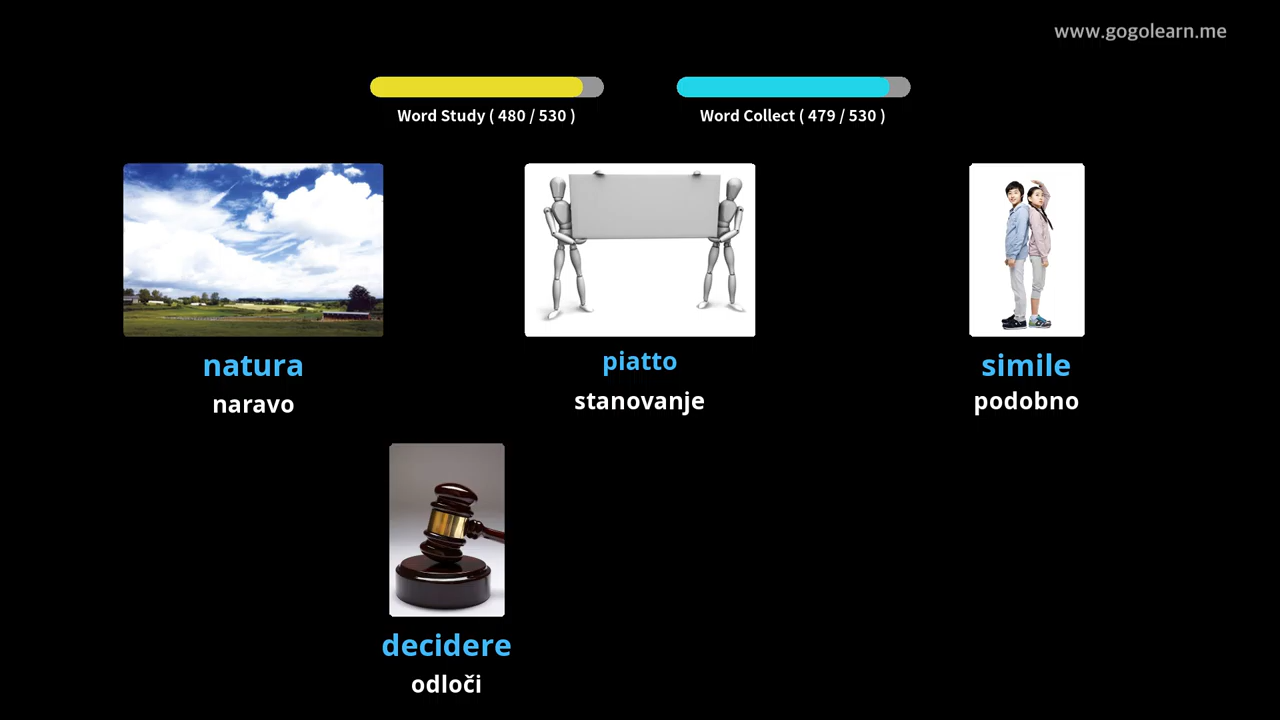 www.gogolearn.me
Word Study ( 480 / 530 )
Word Collect ( 479 / 530 )
natura
naravo
piatto
stanovanje
simile
podobno
decidere
odloči